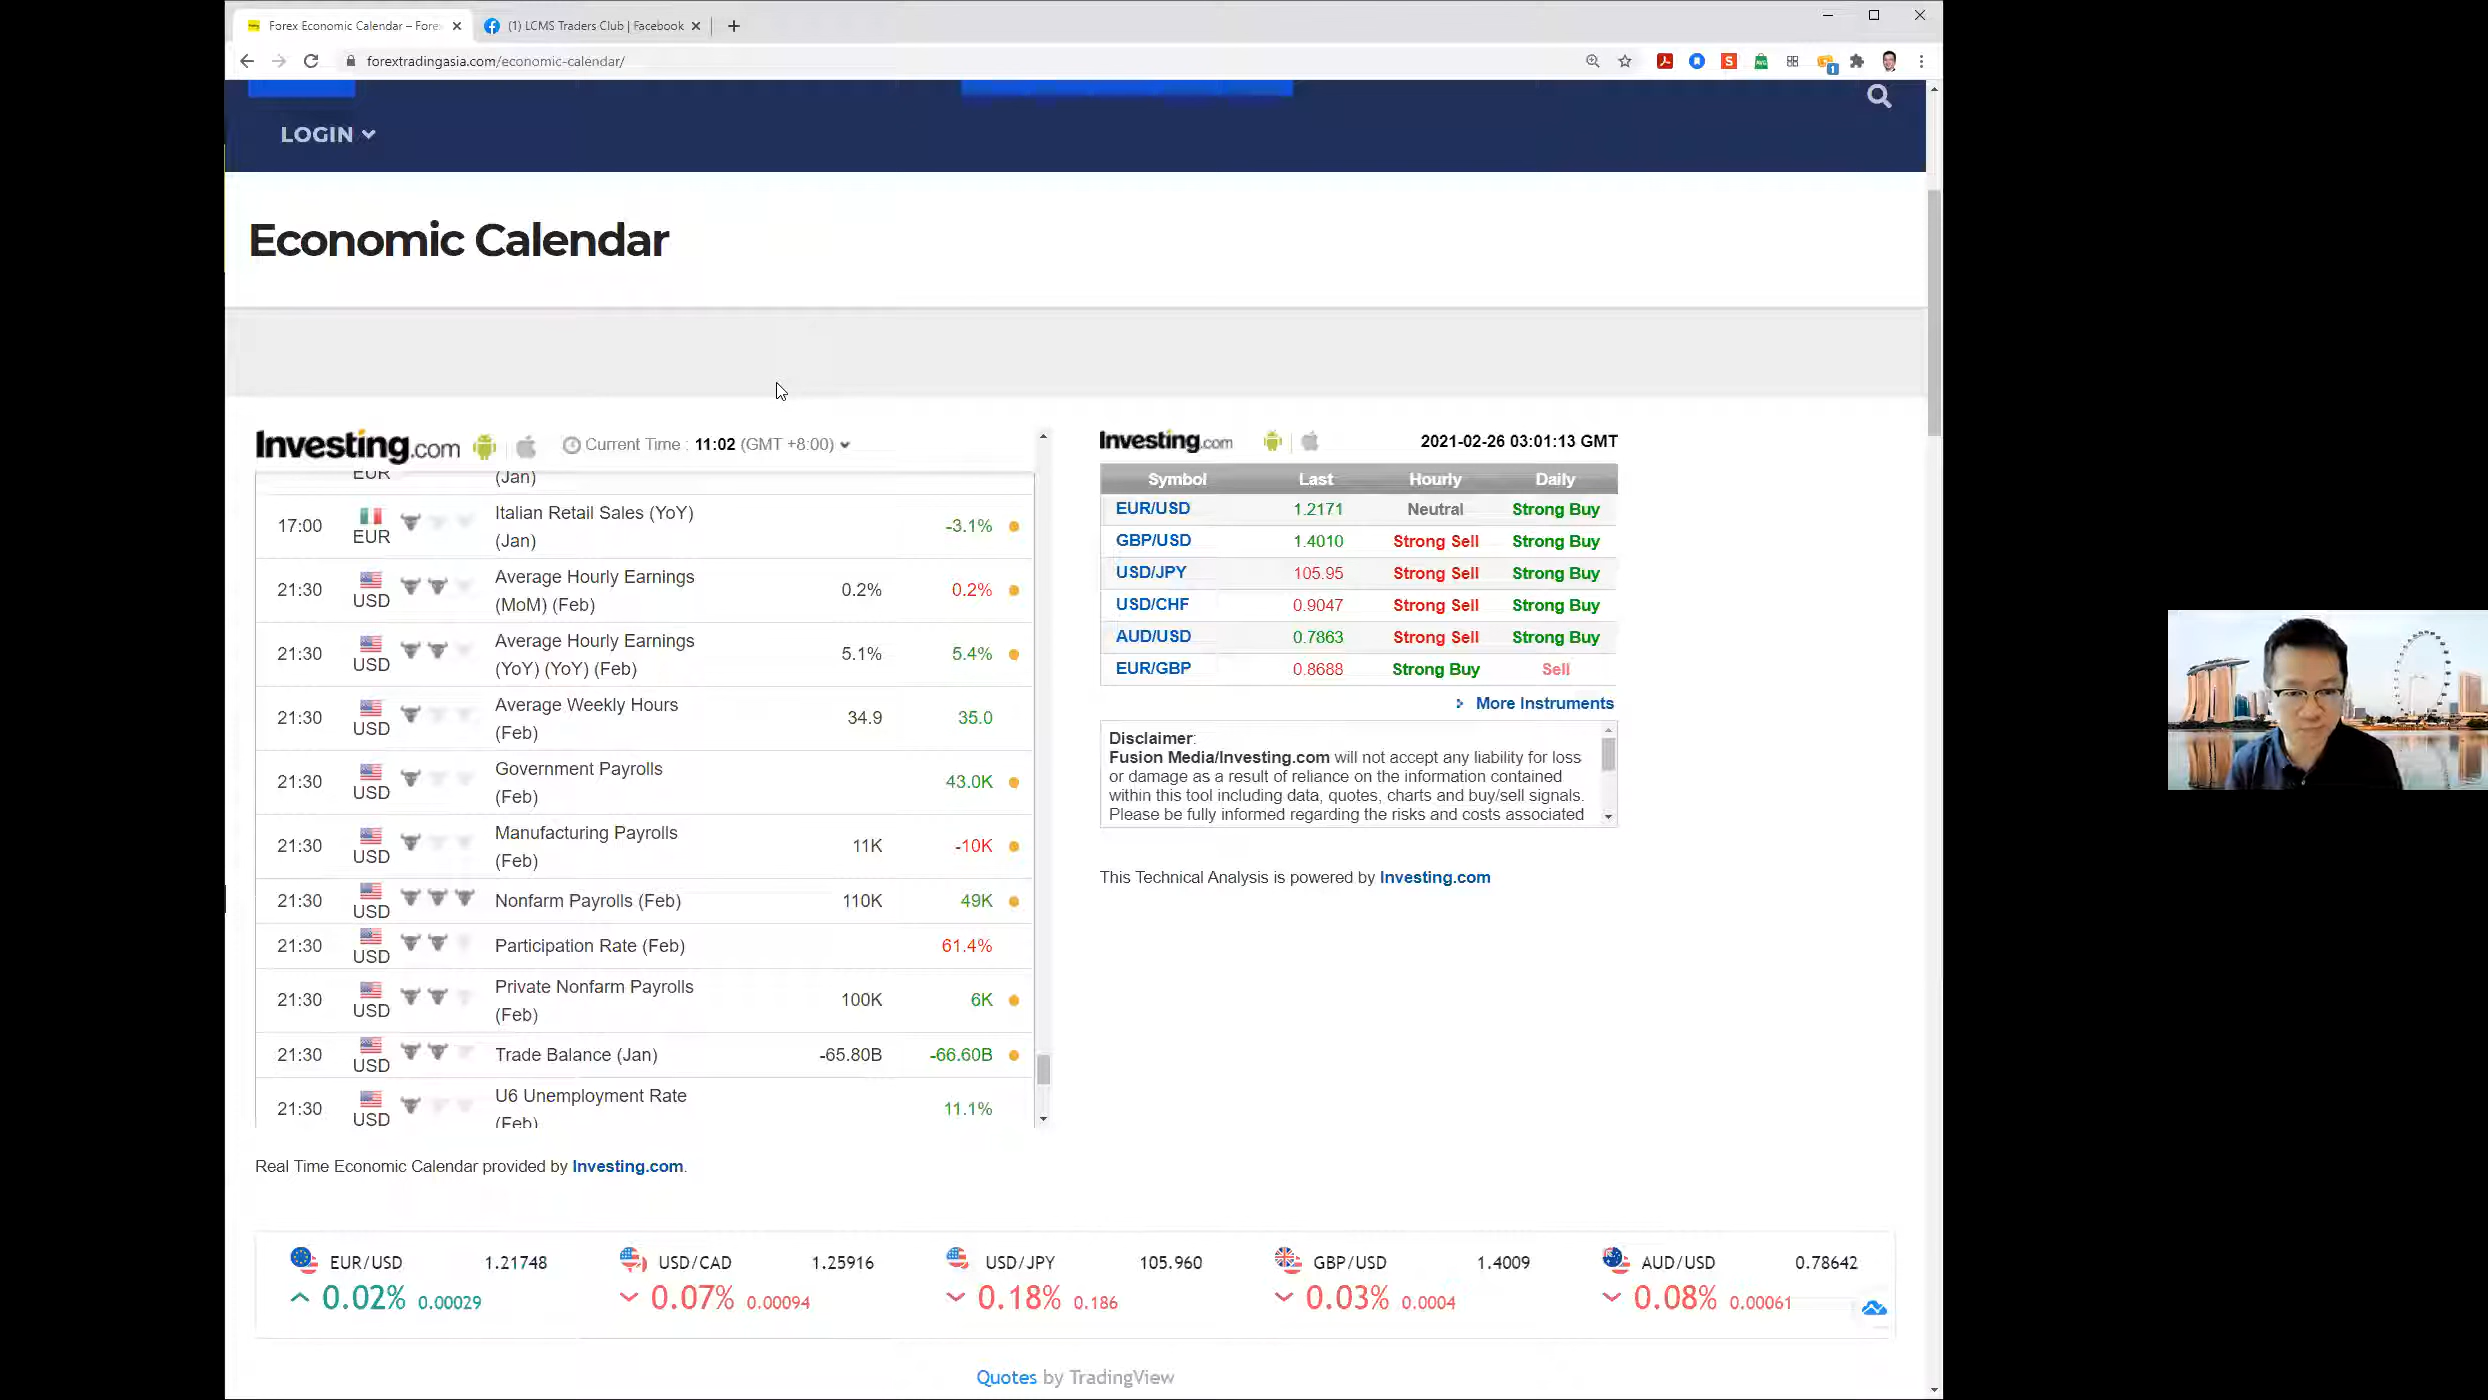 Forex Economic Calendar – Forex
(1) LCMS Traders Club | Facebook
forextradingasia.com/economic-calendar/
LOGIN
Economic Calendar
Investing.com Current Time : 11:02 (GMT +8:00)
EUR (Jan)
17:00 EUR Italian Retail Sales (YoY) (Jan) -3.1%
21:30 USD Average Hourly Earnings (MoM) (Feb) 0.2% 0.2%
21:30 USD Average Hourly Earnings (YoY) (YoY) (Feb) 5.1% 5.4%
21:30 USD Average Weekly Hours (Feb) 34.9 35.0
21:30 USD Government Payrolls (Feb) 43.0K
21:30 USD Manufacturing Payrolls (Feb) 11K -10K
21:30 USD Nonfarm Payrolls (Feb) 110K 49K
21:30 USD Participation Rate (Feb) 61.4%
21:30 USD Private Nonfarm Payrolls (Feb) 100K 6K
21:30 USD Trade Balance (Jan) -65.80B -66.60B
21:30 USD U6 Unemployment Rate (Feb) 11.1%
Real Time Economic Calendar provided by Investing.com.
Investing.com 2021-02-26 03:01:13 GMT
Symbol Last Hourly Daily
EUR/USD 1.2171 Neutral Strong Buy
GBP/USD 1.4010 Strong Sell Strong Buy
USD/JPY 105.95 Strong Sell Strong Buy
USD/CHF 0.9047 Strong Sell Strong Buy
AUD/USD 0.7863 Strong Sell Strong Buy
EUR/GBP 0.8688 Strong Buy Sell
More Instruments
Disclaimer:
Fusion Media/Investing.com will not accept any liability for loss
or damage as a result of reliance on the information contained
within this tool including data, quotes, charts and buy/sell signals.
Please be fully informed regarding the risks and costs associated
This Technical Analysis is powered by Investing.com
EUR/USD 1.21748
0.02% 0.00029
USD/CAD 1.25916
0.07% 0.00094
USD/JPY 105.960
0.18% 0.186
GBP/USD 1.4009
0.03% 0.0004
AUD/USD 0.78642
0.08% 0.00061
Quotes by TradingView